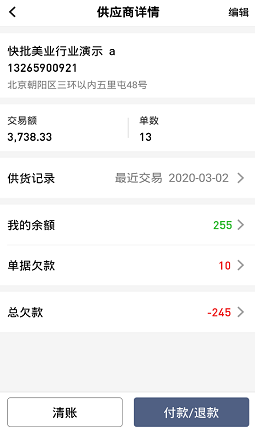 供应商详情 编辑
快批美业行业演示 a
13265900921
北京朝阳区三环以内五里屯48号
交易额 单数
3,738.33 13
供货记录 最近交易 2020-03-02
我的余额 255
单据欠款 10
总欠款 -245
清账 付款/退款